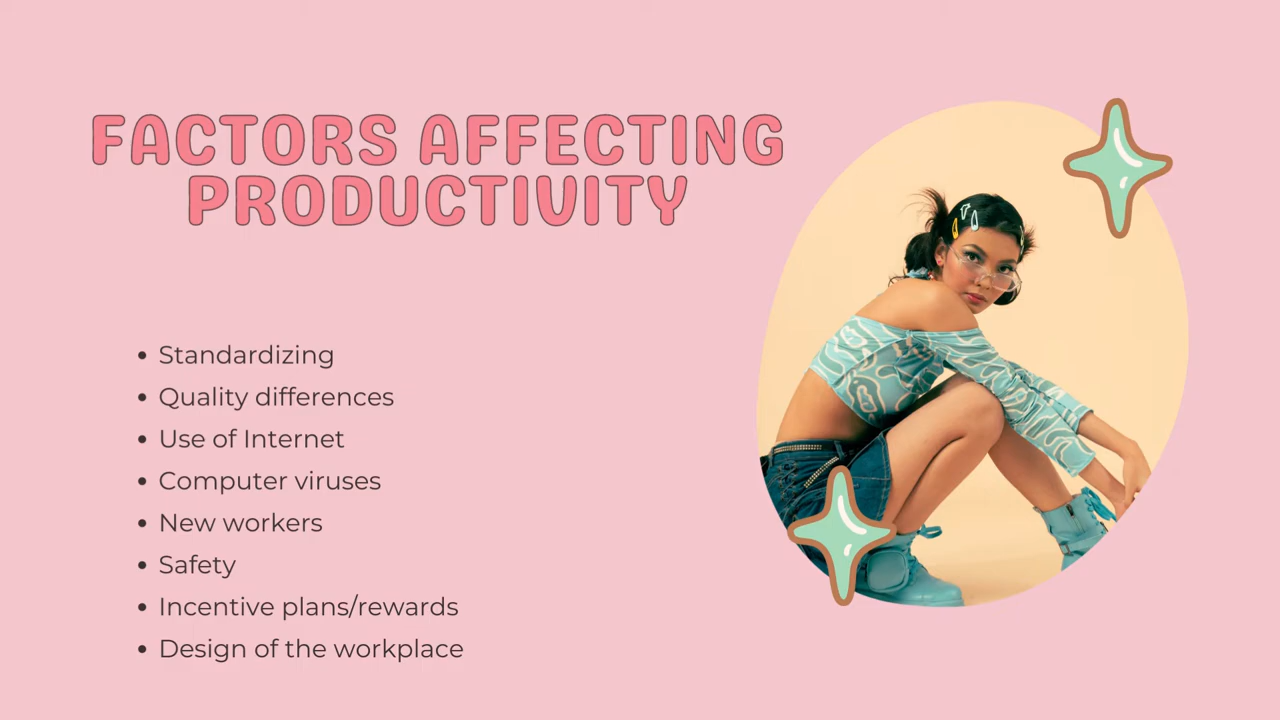 FACTORS AFFECTING
PRODUCTIVITY
• Standardizing
• Quality differences
• Use of Internet
• Computer viruses
• New workers
• Safety
• Incentive plans/rewards
• Design of the workplace